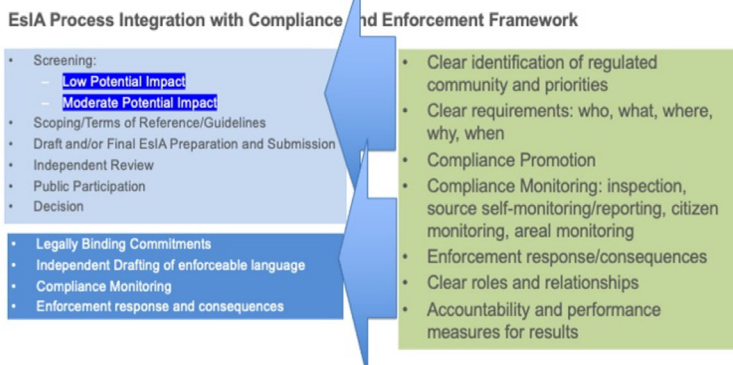 EsIA Process Integration with Compliance and Enforcement Framework
• Screening:
– Low Potential Impact
– Moderate Potential Impact
• Scoping/Terms of Reference/Guidelines
• Draft and/or Final EsIA Preparation and Submission
• Independent Review
• Public Participation
• Decision
• Legally Binding Commitments
• Independent Drafting of enforceable language
• Compliance Monitoring
• Enforcement response and consequences
• Clear identification of regulated
community and priorities
• Clear requirements: who, what, where,
why, when
• Compliance Promotion
• Compliance Monitoring: inspection,
source self-monitoring/reporting, citizen
monitoring, areal monitoring
• Enforcement response/consequences
• Clear roles and relationships
• Accountability and performance
measures for results